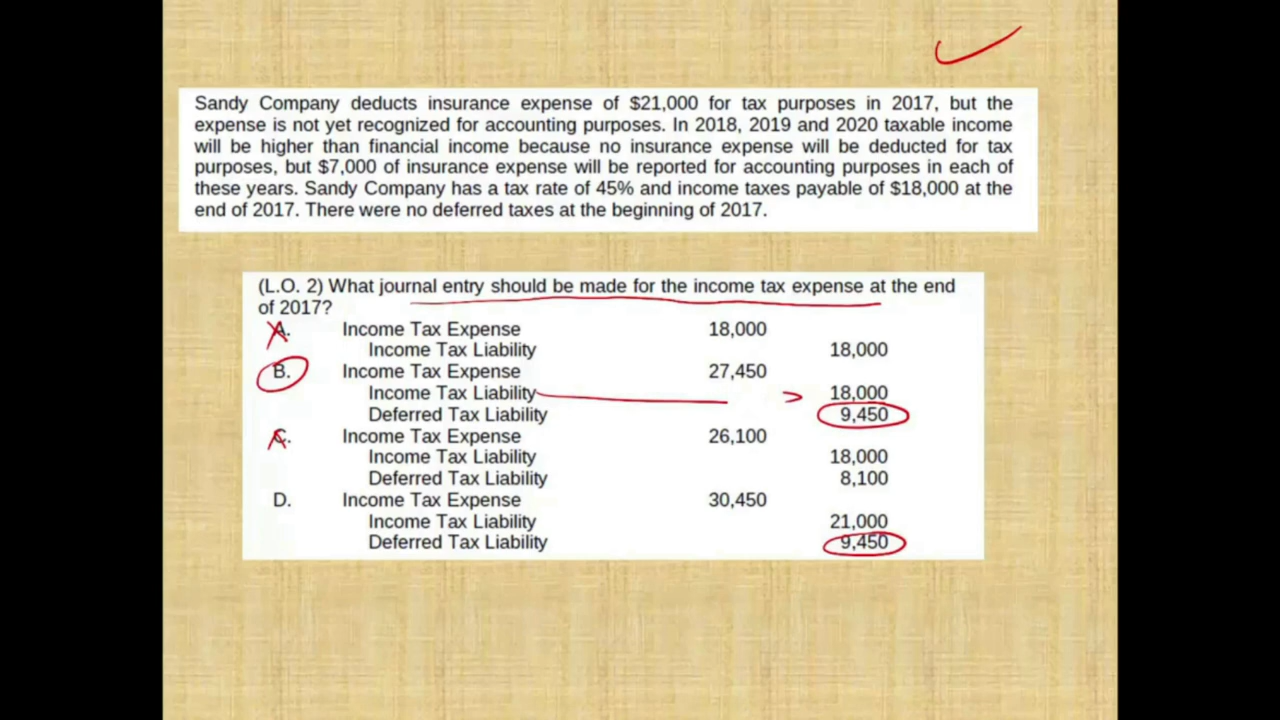 Sandy Company deducts insurance expense of $21,000 for tax purposes in 2017, but the
expense is not yet recognized for accounting purposes. In 2018, 2019 and 2020 taxable income
will be higher than financial income because no insurance expense will be deducted for tax
purposes, but $7,000 of insurance expense will be reported for accounting purposes in each of
these years. Sandy Company has a tax rate of 45% and income taxes payable of $18,000 at the
end of 2017. There were no deferred taxes at the beginning of 2017.
(L.O. 2) What journal entry should be made for the income tax expense at the end
of 2017?
A. Income Tax Expense 18,000
Income Tax Liability 18,000
B. Income Tax Expense 27,450
Income Tax Liability 18,000
Deferred Tax Liability 9,450
C. Income Tax Expense 26,100
Income Tax Liability 18,000
Deferred Tax Liability 8,100
D. Income Tax Expense 30,450
Income Tax Liability 21,000
Deferred Tax Liability 9,450